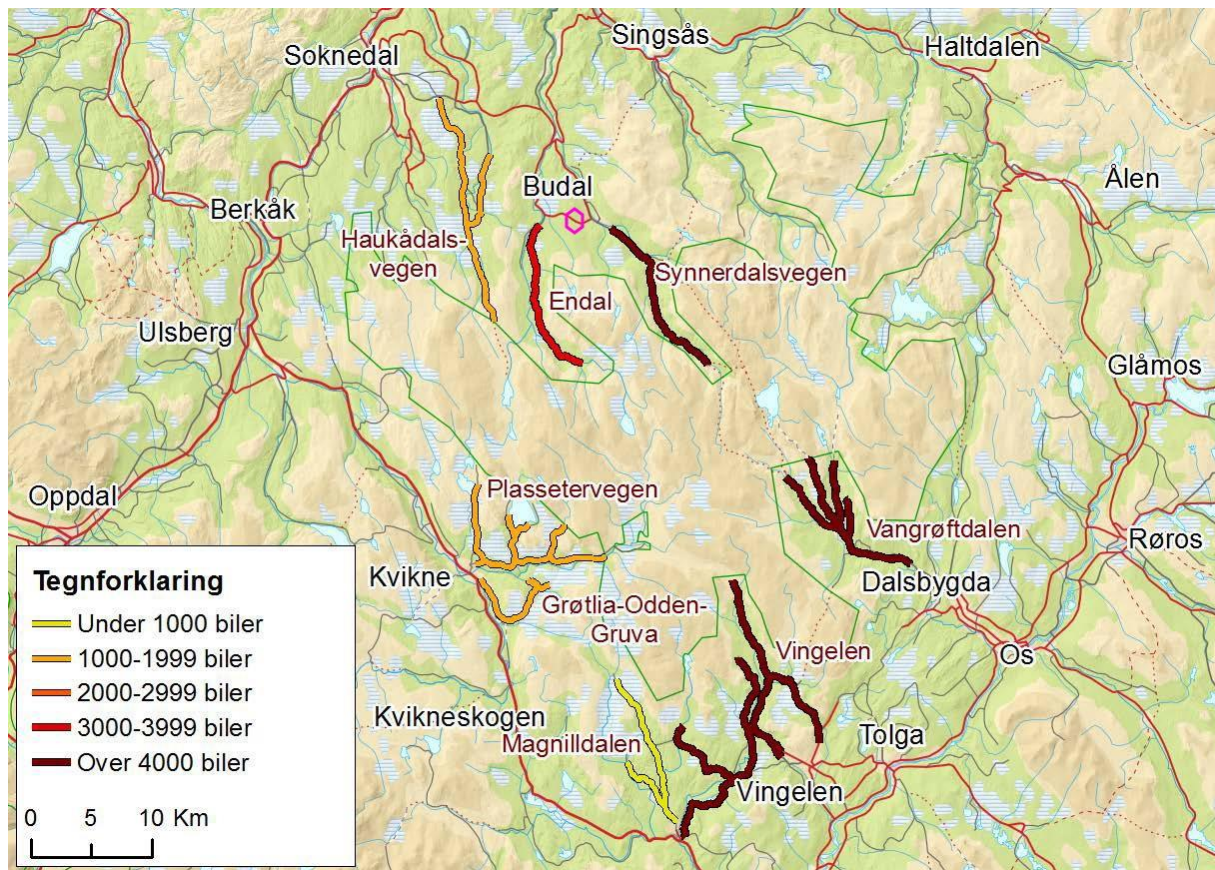 Singsås
Soknedal
Haltdalen
Budal
Ålen
Berkåk
Haukådals-
vegen
Synnerdalsvegen
Endal
Ulsberg
Glåmos
Oppdal
Plassetervegen
Vangrøftdalen
Røros
Kvikne
Dalsbygda
Grøtlia-Odden-
Gruva
Vingelen
Os
Kvikneskogen
Magnilldalen
Tolga
Vingelen
Tegnforklaring
Under 1000 biler
1000-1999 biler
2000-2999 biler
3000-3999 biler
Over 4000 biler
0 5 10 Km